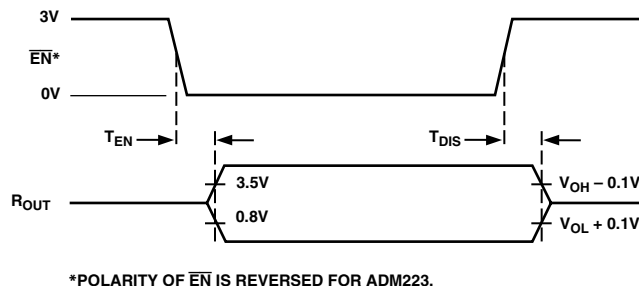 3V
EN*
0V
TEN
TDIS
3.5V
VOH – 0.1V
ROUT
0.8V
VOL + 0.1V
*POLARITY OF EN IS REVERSED FOR ADM223.